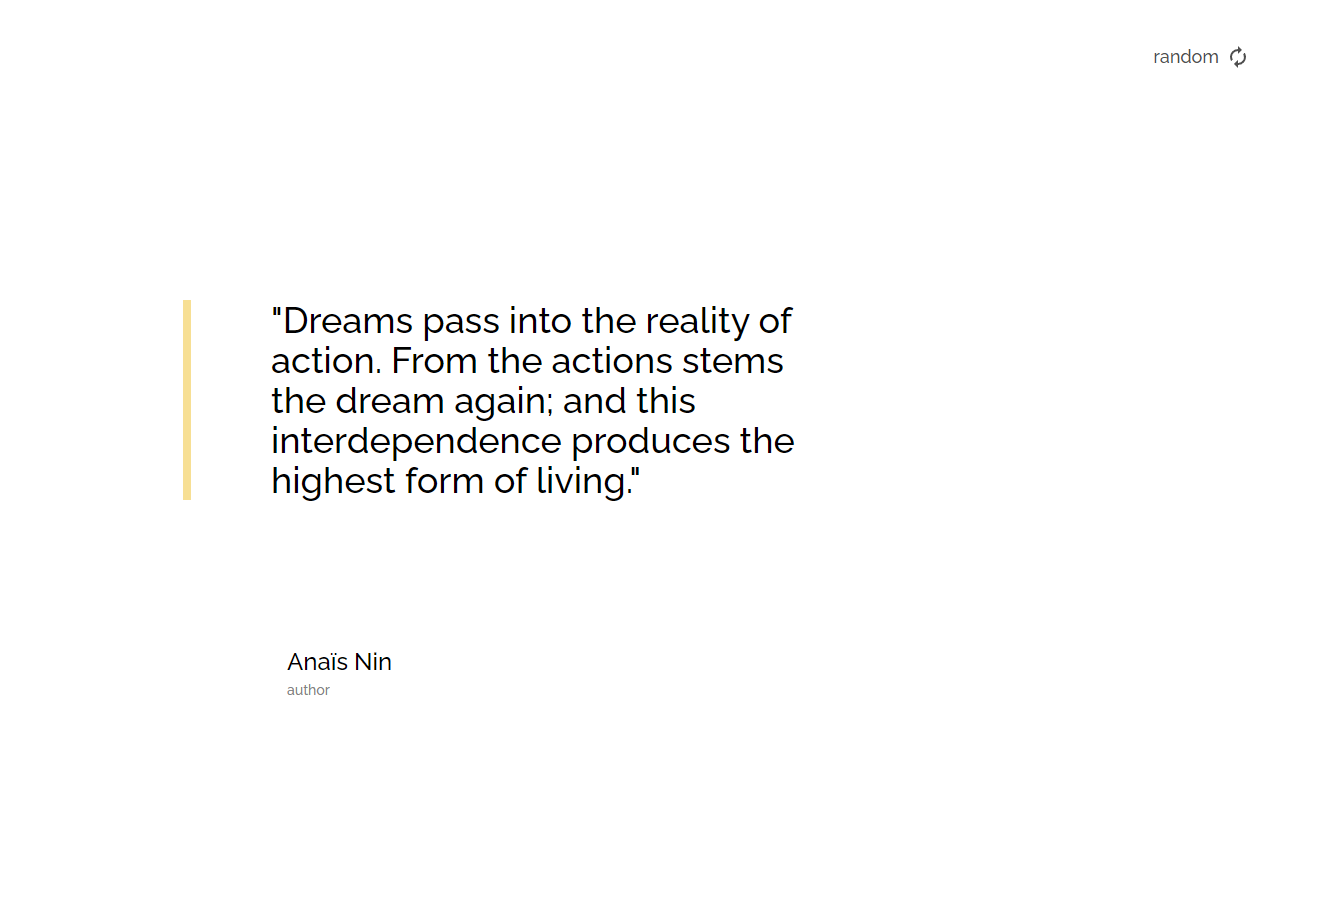 random
"Dreams pass into the reality of
action. From the actions stems
the dream again; and this
interdependence produces the
highest form of living."
Anaïs Nin
author